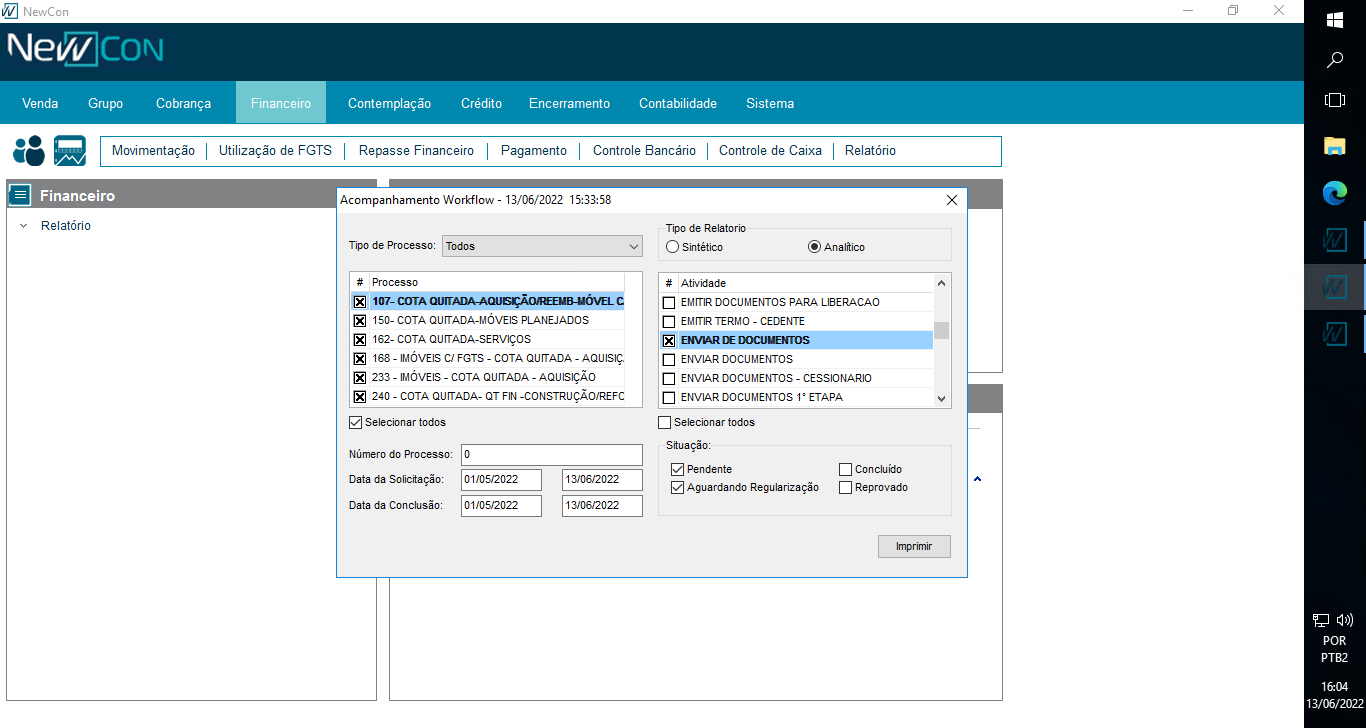 NewCon
NewCon
Venda Grupo Cobrança Financeiro Contemplação Crédito Encerramento Contabilidade Sistema
Movimentação Utilização de FGTS Repasse Financeiro Pagamento Controle Bancário Controle de Caixa Relatório
Financeiro
Relatório
Acompanhamento Workflow - 13/06/2022 15:33:58
Tipo de Processo: Todos
Tipo de Relatorio
Sintético Analítico
# Processo
107- COTA QUITADA-AQUISIÇÃO/REEMB-MÓVEL C
150- COTA QUITADA-MÓVEIS PLANEJADOS
162- COTA QUITADA-SERVIÇOS
168 - IMÓVEIS C/ FGTS - COTA QUITADA - AQUISIÇ
233 - IMÓVEIS - COTA QUITADA - AQUISIÇÃO
240 - COTA QUITADA- QT FIN -CONSTRUÇÃO/REFO
Selecionar todos
# Atividade
EMITIR DOCUMENTOS PARA LIBERACAO
EMITIR TERMO - CEDENTE
ENVIAR DE DOCUMENTOS
ENVIAR DOCUMENTOS
ENVIAR DOCUMENTOS - CESSIONARIO
ENVIAR DOCUMENTOS 1° ETAPA
Selecionar todos
Número do Processo: 0
Data da Solicitação: 01/05/2022 13/06/2022
Data da Conclusão: 01/05/2022 13/06/2022
Situação:
Pendente Concluído
Aguardando Regularização Reprovado
Imprimir
POR
PTB2
16:04
13/06/2022